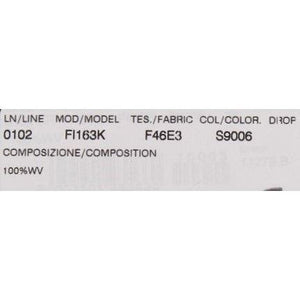 LN/LINE MOD/MODEL TES./FABRIC COL/COLOR. DROP
0102 FI163K F46E3 S9006
COMPOSIZIONE/COMPOSITION
100%WV